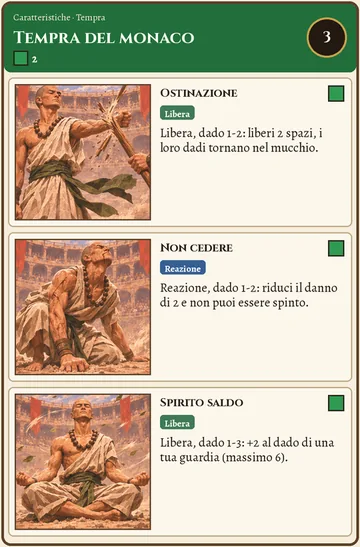 Caratteristiche · Tempra
Tempra del monaco
3
2
Ostinazione
Libera
Libera, dado 1-2: liberi 2 spazi, i
loro dadi tornano nel mucchio.
Non cedere
Reazione
Reazione, dado 1-2: riduci il danno
di 2 e non puoi essere spinto.
Spirito saldo
Libera
Libera, dado 1-3: +2 al dado di una
tua guardia (massimo 6).